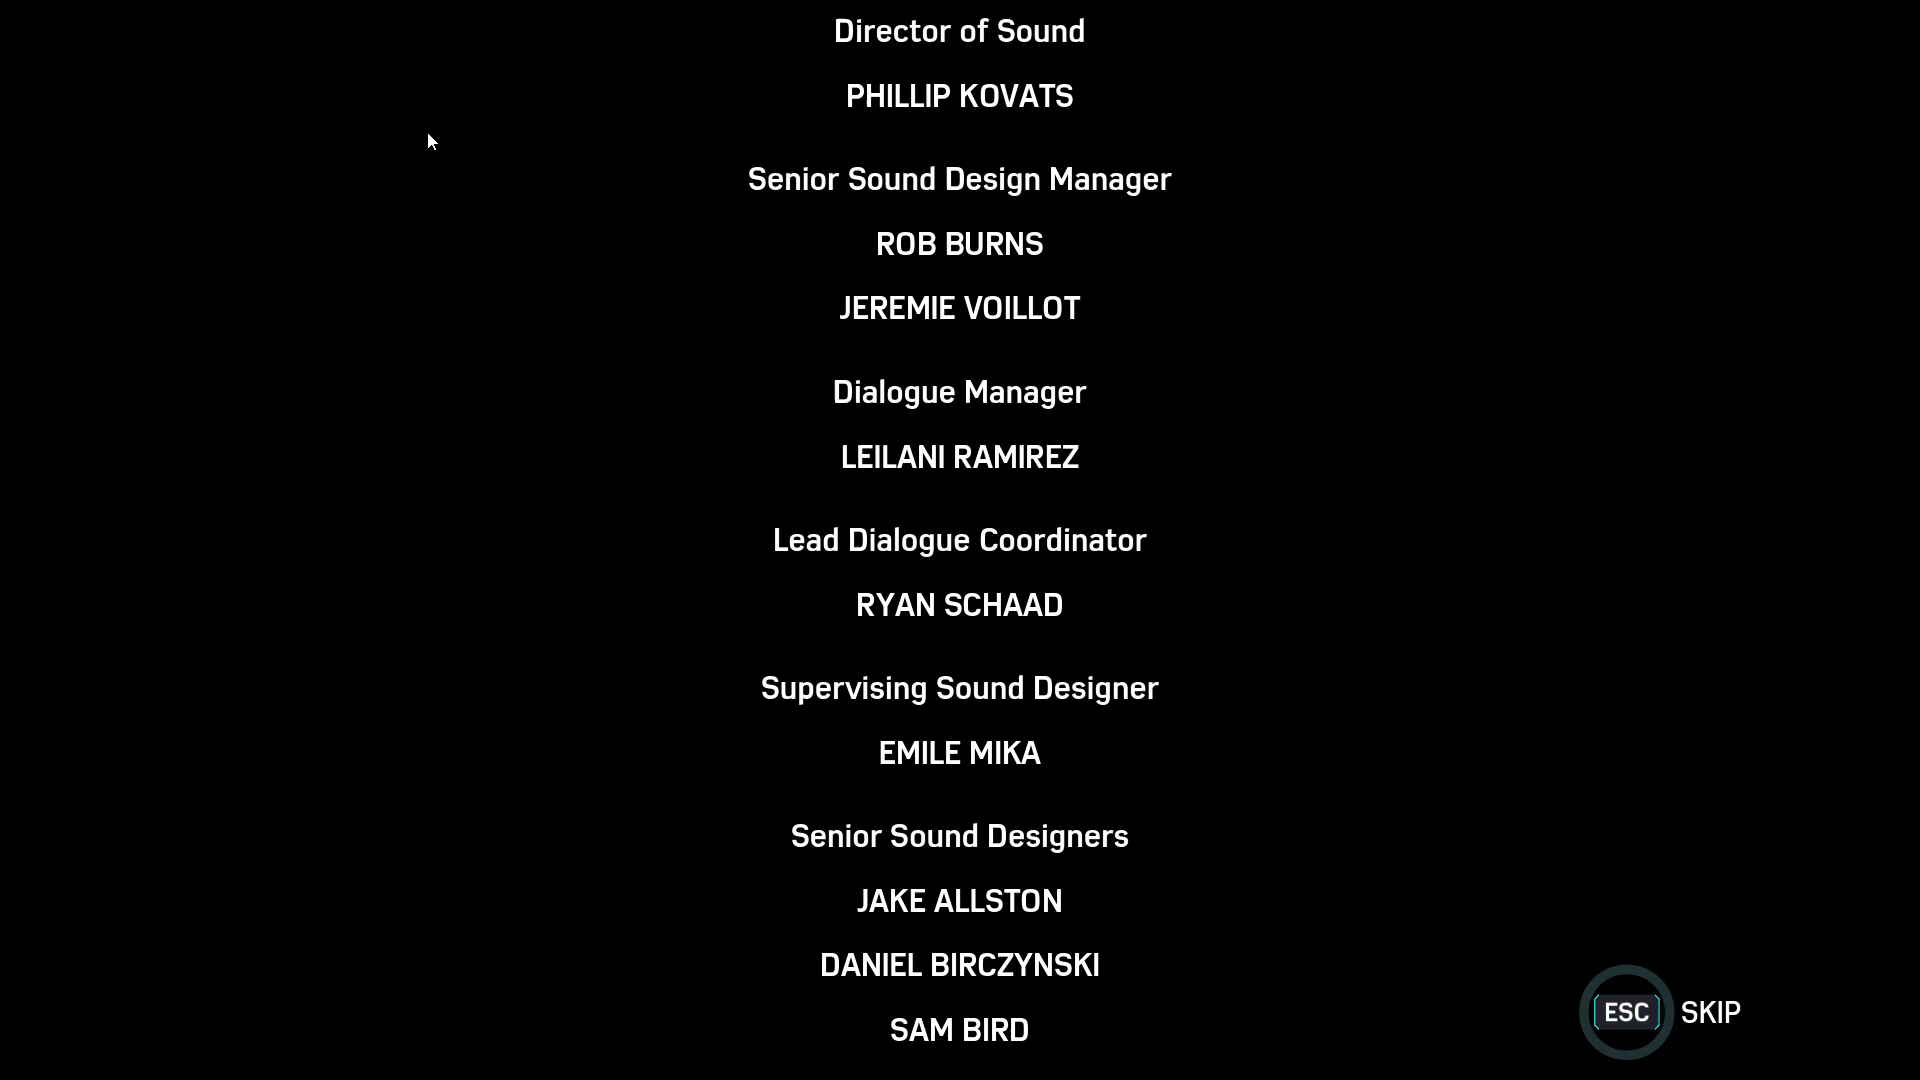 Director of Sound
PHILLIP KOVATS
Senior Sound Design Manager
ROB BURNS
JEREMIE VOILLOT
Dialogue Manager
LEILANI RAMIREZ
Lead Dialogue Coordinator
RYAN SCHAAD
Supervising Sound Designer
EMILE MIKA
Senior Sound Designers
JAKE ALLSTON
DANIEL BIRCZYNSKI
SAM BIRD
ESC SKIP